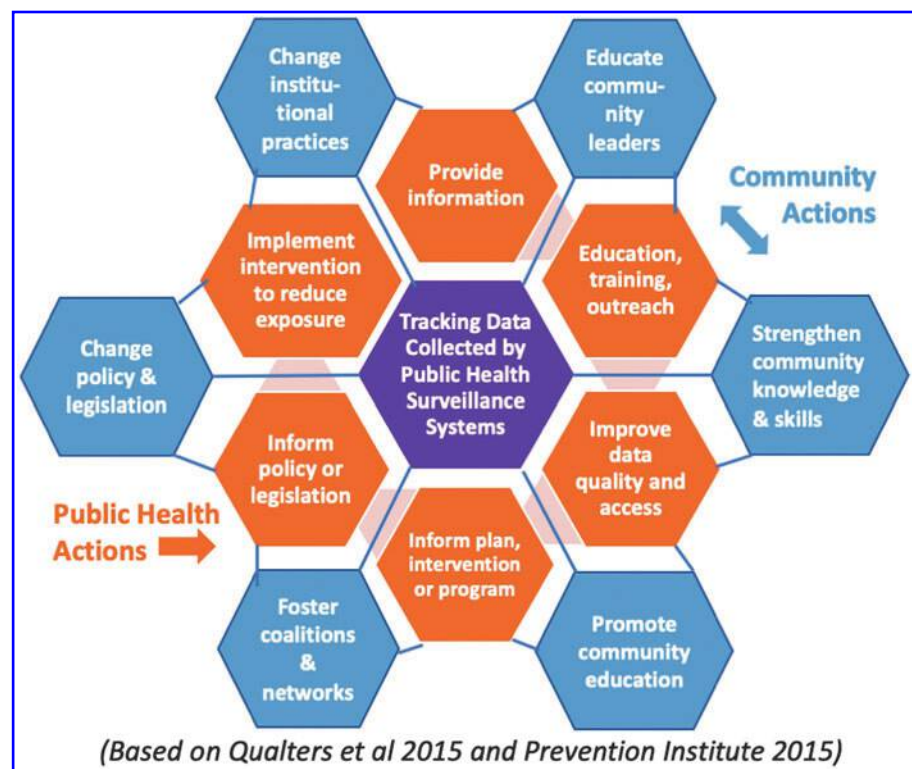 Change
institu-
tional
practices
Educate
commu-
nity
leaders
Provide
information
Community
Actions
Implement
intervention
to reduce
exposure
Education,
training,
outreach
Change
policy &
legislation
Tracking Data
Collected by
Public Health
Surveillance
Systems
Strengthen
community
knowledge
& skills
Inform
policy or
legislation
Improve
data
quality and
access
Public Health
Actions
Inform plan,
intervention
or program
Foster
coalitions
&
networks
Promote
community
education
(Based on Qualters et al 2015 and Prevention Institute 2015)